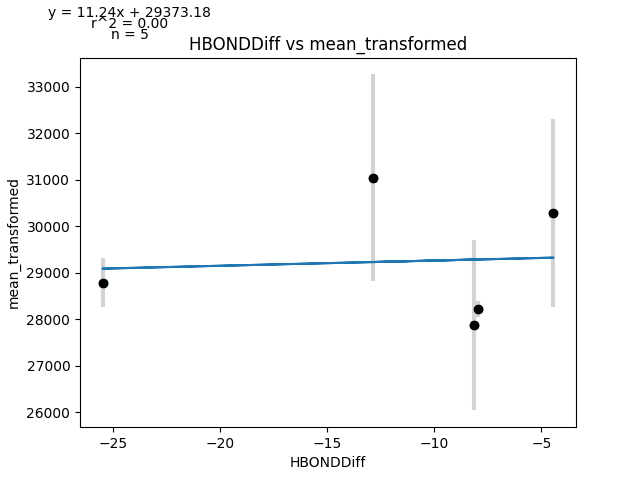 y = 11.24x + 29373.18
r^2 = 0.00
n = 5
HBONDDiff vs mean_transformed
33000
32000
31000
30000
29000
28000
27000
26000
mean_transformed
−25 −20 −15 −10 −5
HBONDDiff